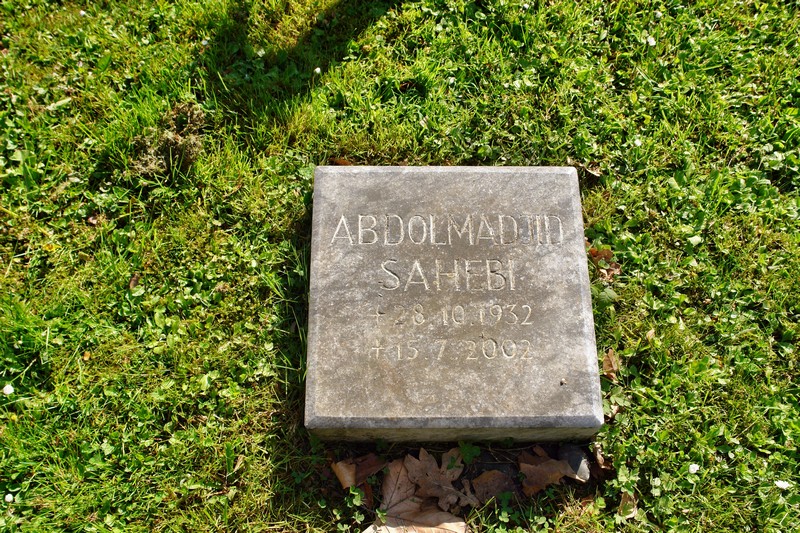 ABDOLMADJID
SAHEBI
+ 28.10.1932
+ 15.7.2002